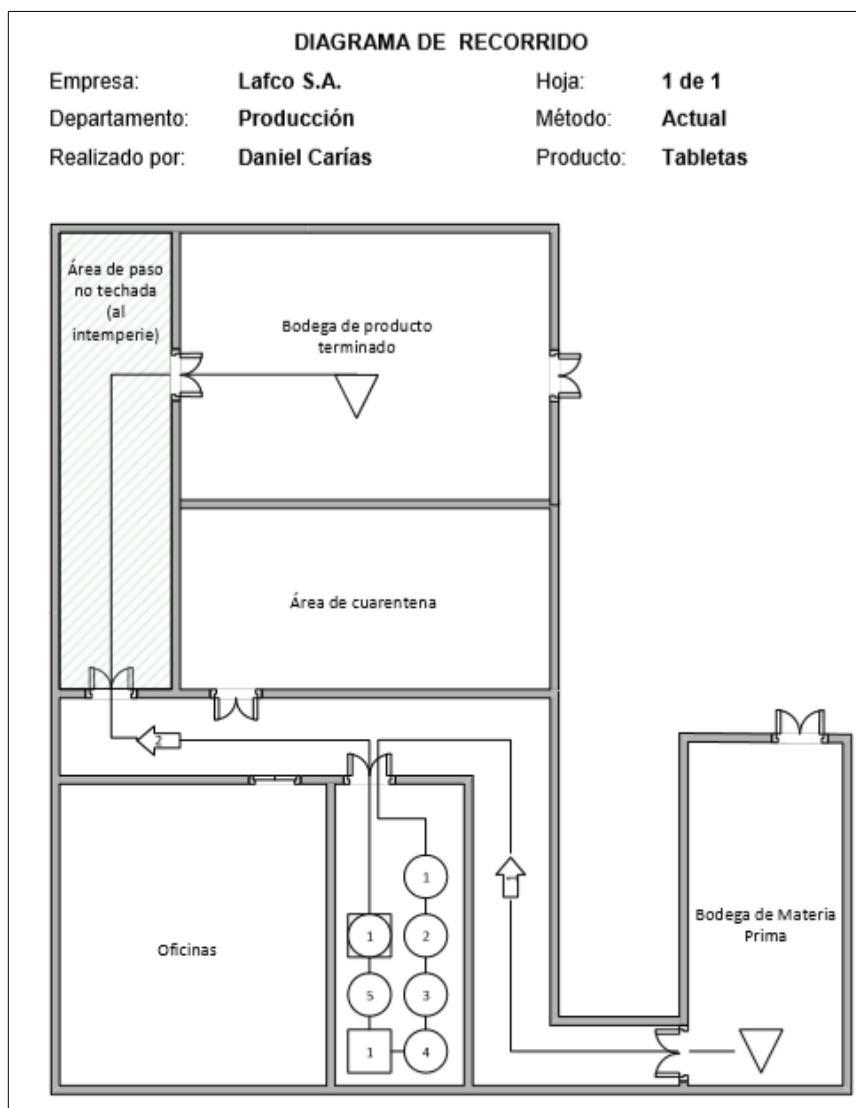 DIAGRAMA DE RECORRIDO
Empresa: Lafco S.A. Hoja: 1 de 1
Departamento: Producción Método: Actual
Realizado por: Daniel Carías Producto: Tabletas
Área de paso
no techada
(al
intemperie)
Bodega de producto
terminado
Área de cuarentena
2
1
1
Bodega de Materia
Prima
Oficinas
1
2
5
3
1
4